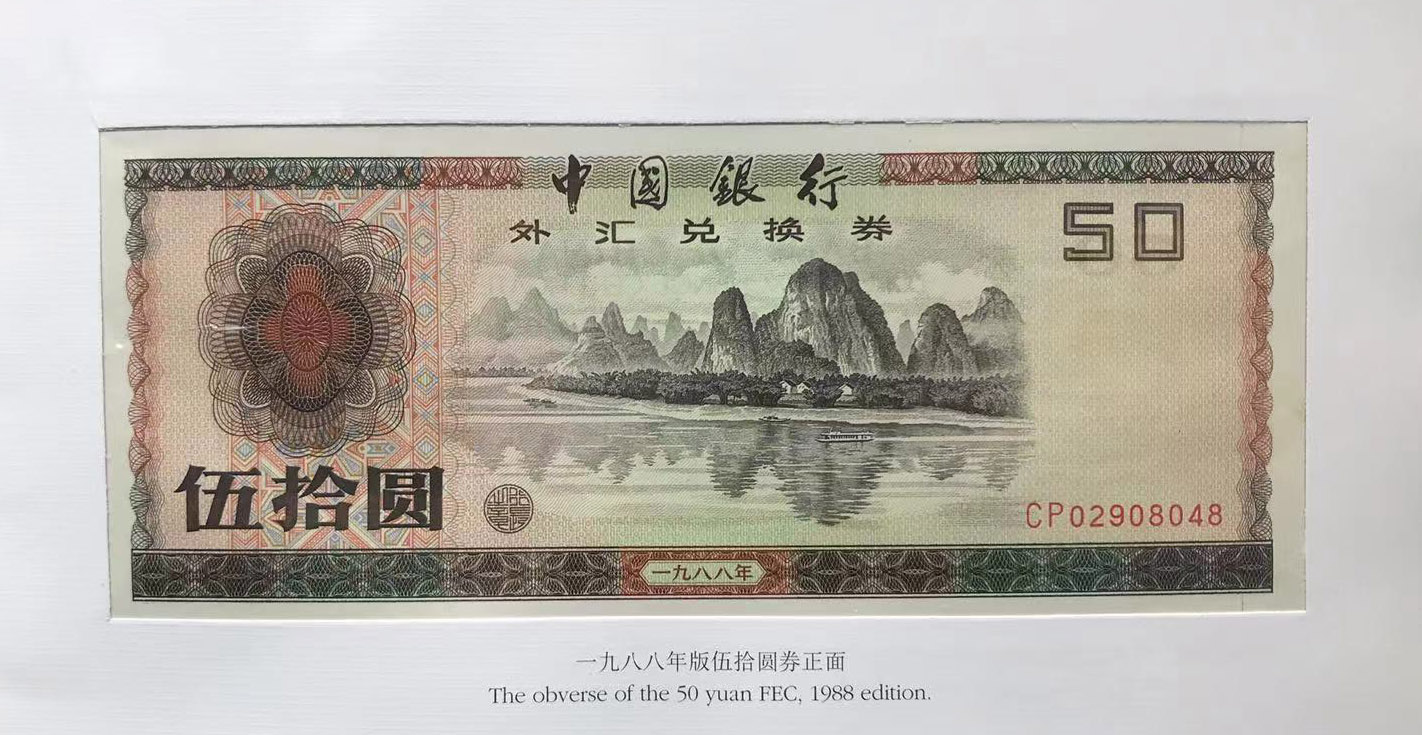 中國銀行
外汇兑换券
50
伍拾圆
CP02908048
一九八八年
一九八八年版伍拾圆券正面
The obverse of the 50 yuan FEC, 1988 edition.